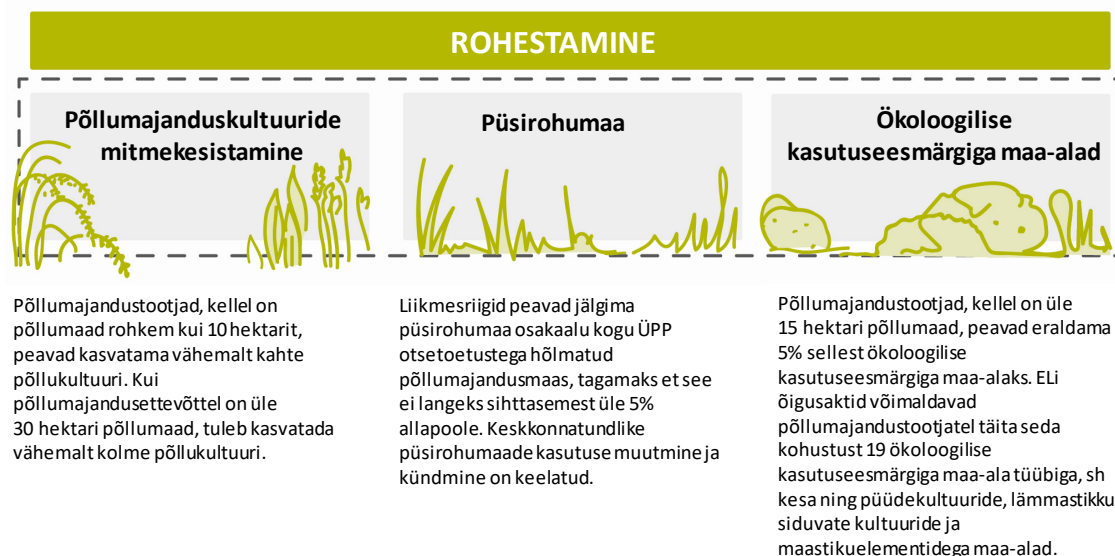 ROHESTAMINE
Põllumajanduskultuuride
mitmekesistamine
Püsirohumaa
Ökoloogilise
kasutuseesmärgiga maa-alad
Põllumajandustootjad, kellel on
põllumaad rohkem kui 10 hektarit,
peavad kasvatama vähemalt kahte
põllukultuuri. Kui
põllumajandusettevõttel on üle
30 hektari põllumaad, tuleb kasvatada
vähemalt kolme põllukultuuri.
Liikmesriigid peavad jälgima
püsirohumaa osakaalu kogu ÜPP
otsetoetustega hõlmatud
põllumajandusmaas, tagamaks et see
ei langeks sihttasemest üle 5%
allapoole. Keskkonnatundlike
püsirohumaade kasutuse muutmine ja
kündmine on keelatud.
Põllumajandustootjad, kellel on üle
15 hektari põllumaad, peavad eraldama
5% sellest ökoloogilise
kasutuseesmärgiga maa-alaks. ELi
õigusaktid võimaldavad
põllumajandustootjatel täita seda
kohustust 19 ökoloogilise
kasutuseesmärgiga maa-ala tüübiga, sh
kesa ning püüdekultuuride, lämmastikku
siduvate kultuuride ja
maastikuelementidega maa-alad.